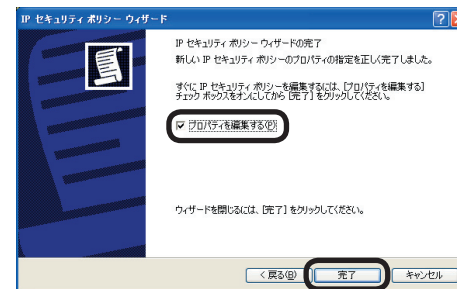 IP セキュリティ ポリシー ウィザード
IP セキュリティ ポリシー ウィザードの完了
新しい IP セキュリティ ポリシーのプロパティの指定を正しく完了しました。
すぐに IP セキュリティ ポリシーを編集するには、[プロパティを編集する]
チェック ボックスをオンにしてから [完了] をクリックしてください。
プロパティを編集する(P)
ウィザードを閉じるには、[完了] をクリックしてください。
< 戻る(B)
完了
キャンセル